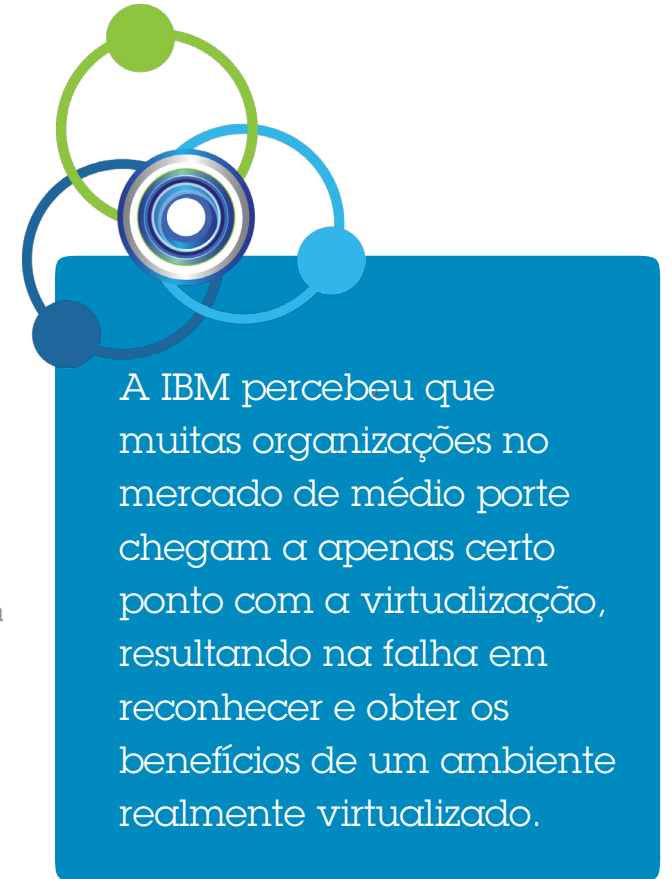 A IBM percebeu que
muitas organizações no
mercado de médio porte
chegam a apenas certo
ponto com a virtualização,
resultando na falha em
reconhecer e obter os
benefícios de um ambiente
realmente virtualizado.